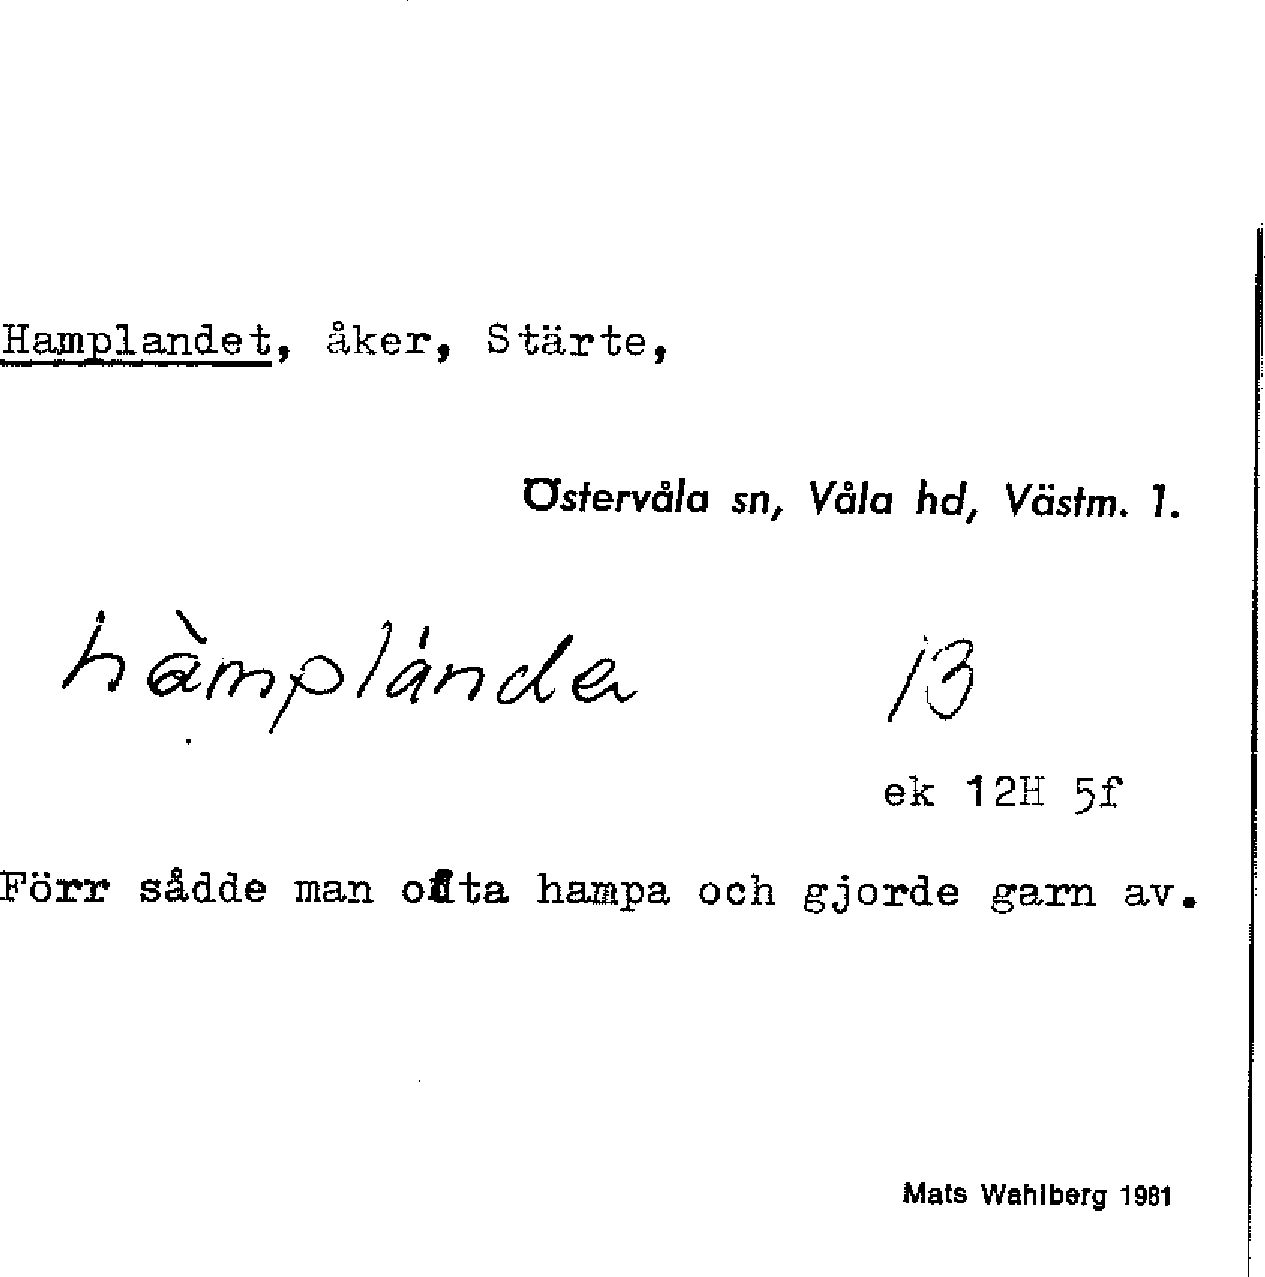 Hamplandet, åker, Stärte,
Östervåla sn, Våla hd, Västm. l.
hàmplánda
13
ek 12H 5f
Förr sådde man ofta hampa och gjorde garn av.
Mats Wahlberg 1981